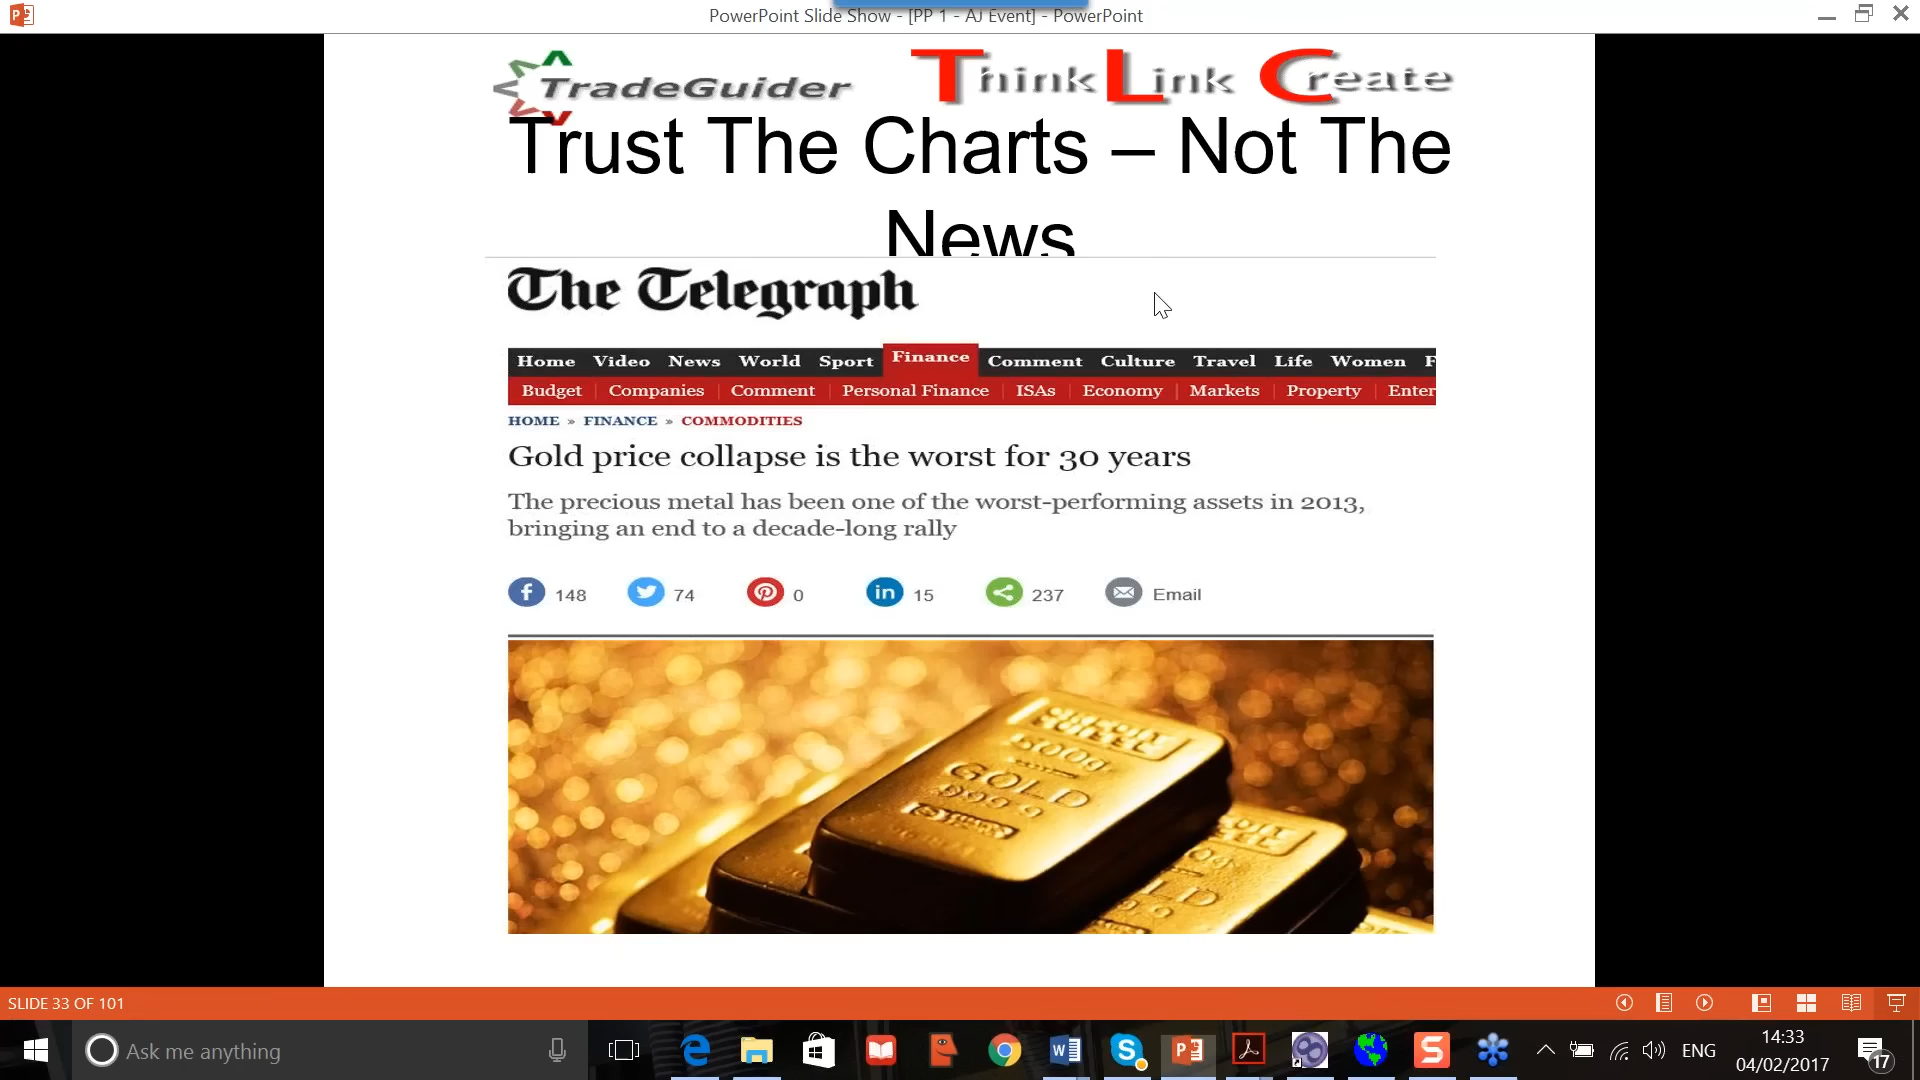 PowerPoint Slide Show - [PP 1 - AJ Event] - PowerPoint
TradeGuider
Think Link Create
Trust The Charts – Not The
News
The Telegraph
Home Video News World Sport Finance Comment Culture Travel Life Women F
Budget Companies Comment Personal Finance ISAs Economy Markets Property Enter
HOME » FINANCE » COMMODITIES
Gold price collapse is the worst for 30 years
The precious metal has been one of the worst-performing assets in 2013,
bringing an end to a decade-long rally
148 74 0 15 237 Email
500g
GOLD
999.9
SLIDE 33 OF 101
Ask me anything
ENG
14:33
04/02/2017
17